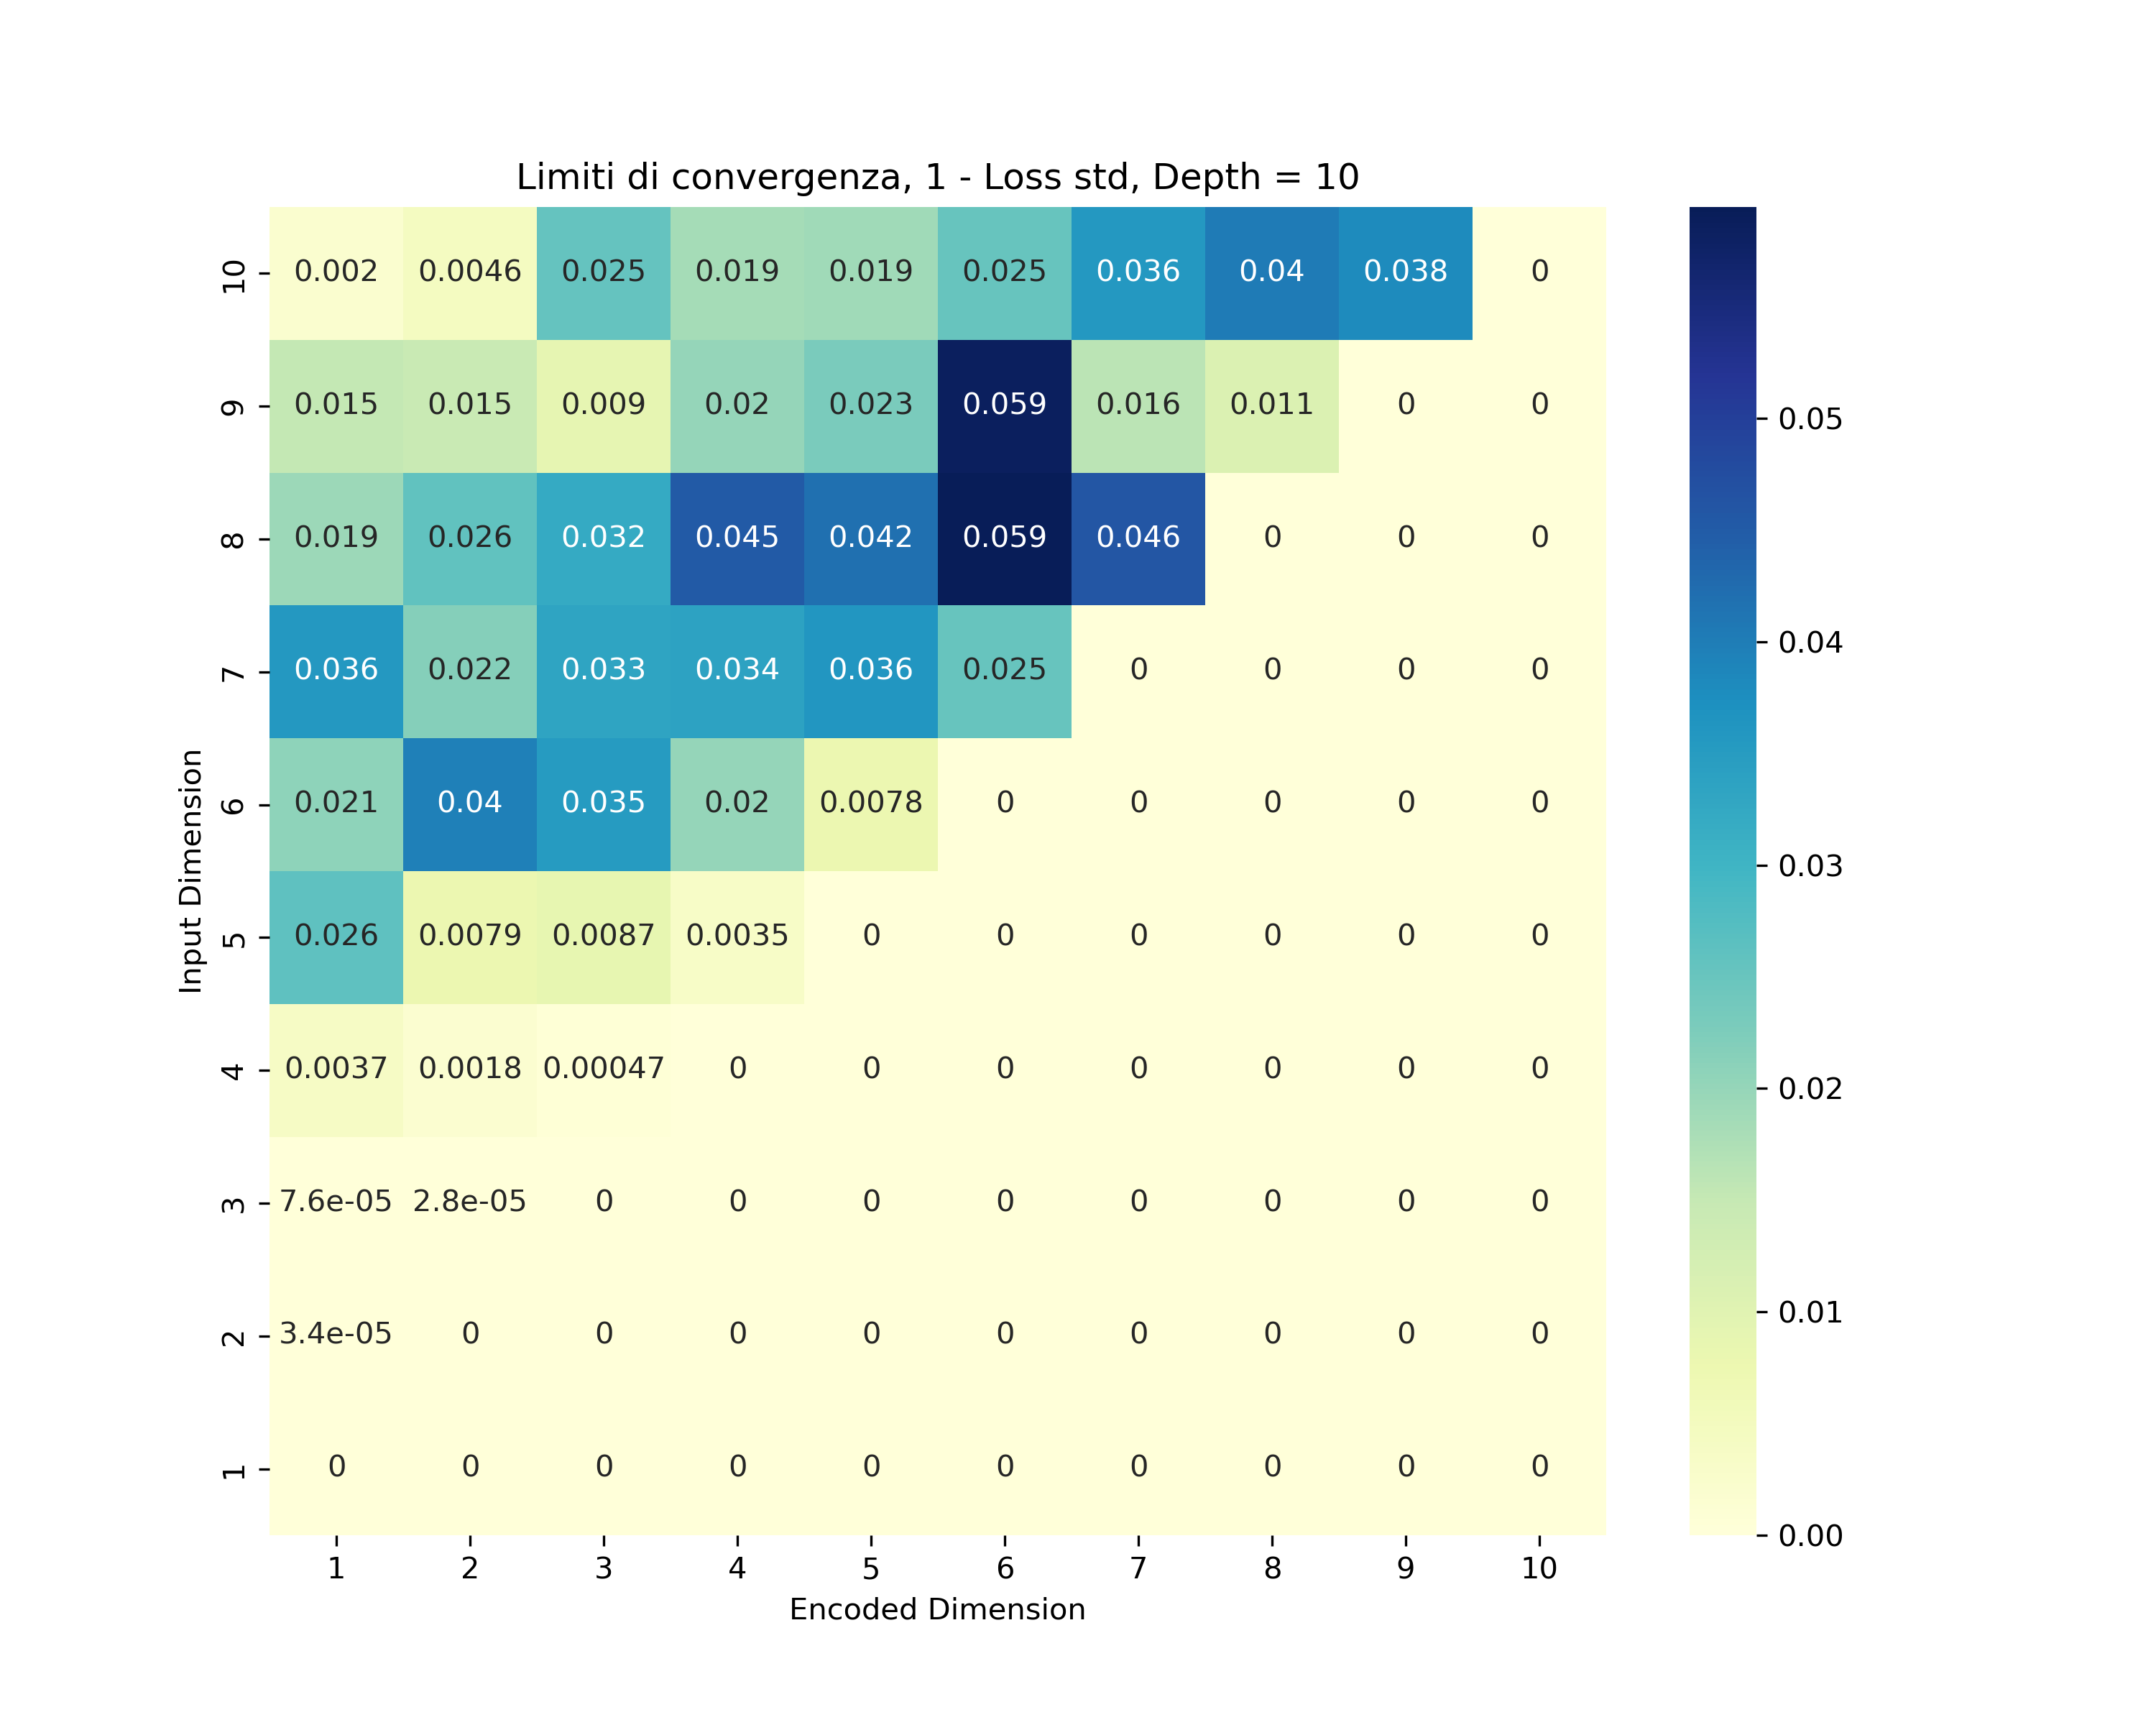 Limiti di convergenza, 1 - Loss std, Depth = 10
10 0.002 0.0046 0.025 0.019 0.019 0.025 0.036 0.04 0.038 0
9 0.015 0.015 0.009 0.02 0.023 0.059 0.016 0.011 0 0
8 0.019 0.026 0.032 0.045 0.042 0.059 0.046 0 0 0
7 0.036 0.022 0.033 0.034 0.036 0.025 0 0 0 0
6 0.021 0.04 0.035 0.02 0.0078 0 0 0 0 0
5 0.026 0.0079 0.0087 0.0035 0 0 0 0 0 0
4 0.0037 0.0018 0.00047 0 0 0 0 0 0 0
3 7.6e-05 2.8e-05 0 0 0 0 0 0 0 0
2 3.4e-05 0 0 0 0 0 0 0 0 0
1 0 0 0 0 0 0 0 0 0 0
1 2 3 4 5 6 7 8 9 10
Encoded Dimension
Input Dimension
0.05
0.04
0.03
0.02
0.01
0.00